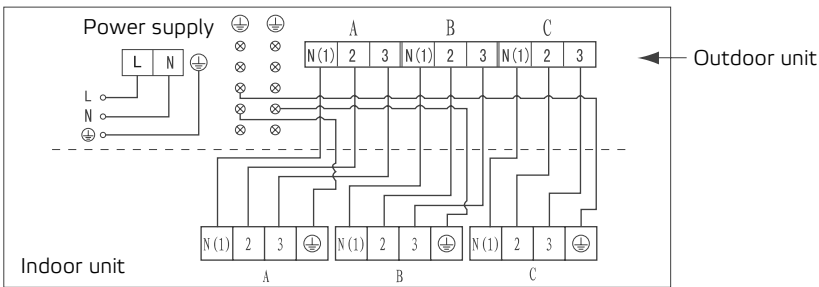 Power supply
A B C
L N
N(1) 2 3 N(1) 2 3 N(1) 2 3
Outdoor unit
L
N
N(1) 2 3 N(1) 2 3 N(1) 2 3
Indoor unit
A B C